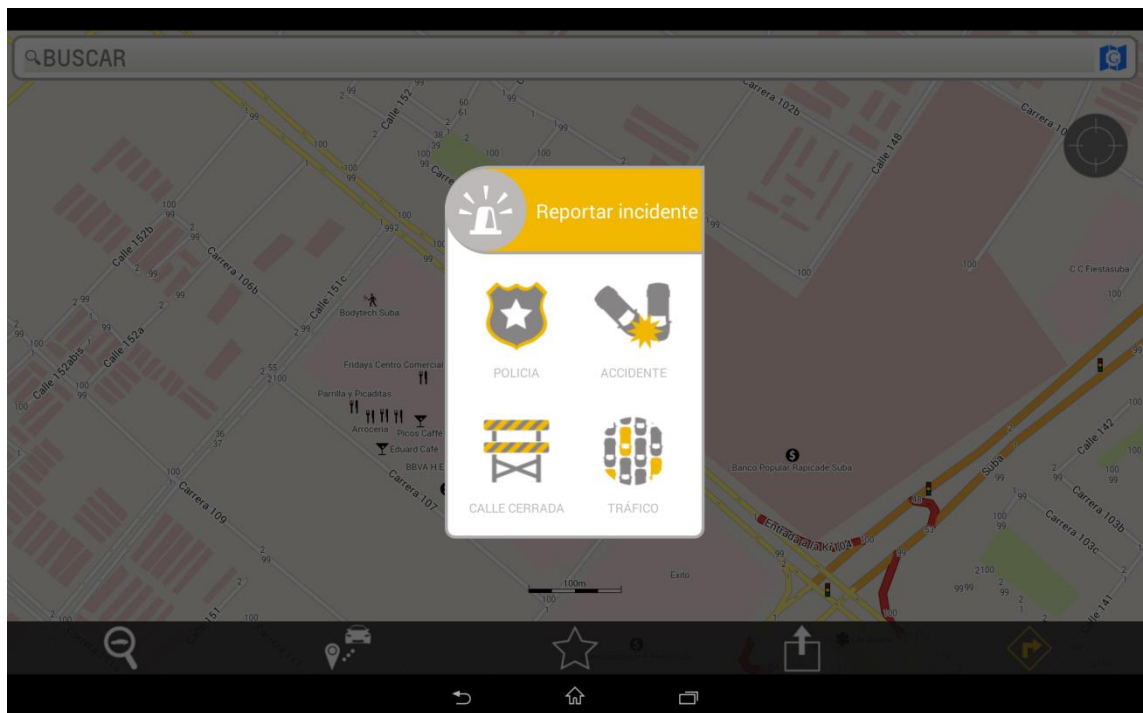 BUSCAR
Calle 152
Carrera 102b
Calle 148
Reportar incidente
Calle 152b
Carrera 106b
Calle 151c
C.C Fiestasuba
Bodytech Suba
Calle 152a
Calle 152abis
Fridays Centro Comercial
POLICIA
ACCIDENTE
Parrilla y Picaditas
Arroceria
Picos Caffe
Eduard Café
BBVA H.E
Calle 142
Suba
Banco Popular Rapicade Suba
Carrera 107
Carrera 109
CALLE CERRADA
TRÁFICO
Carrera 103b
Carrera 103c
Exito
100m
Calle 141